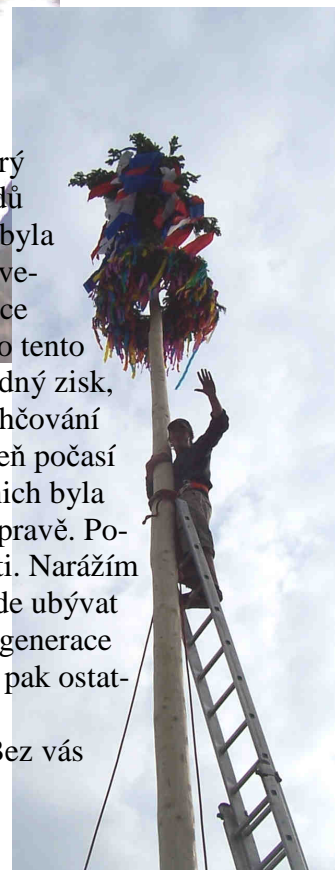 rý
dů
byla
ve-
ce
o tento
dný zisk,
hčování
eň počasí
nich byla
pravě. Po-
ti. Narážím
de ubývat
generace
pak ostat-
Bez vás